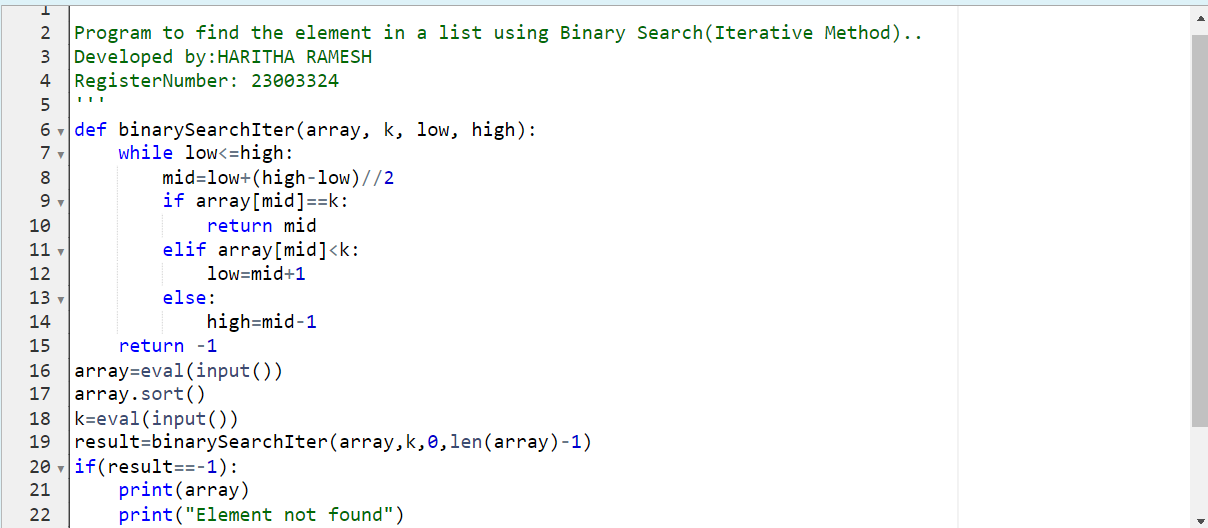 1
2 Program to find the element in a list using Binary Search(Iterative Method)..
3 Developed by:HARITHA RAMESH
4 RegisterNumber: 23003324
5 '''
6 def binarySearchIter(array, k, low, high):
7     while low<=high:
8         mid=low+(high-low)//2
9         if array[mid]==k:
10             return mid
11         elif array[mid]<k:
12             low=mid+1
13         else:
14             high=mid-1
15     return -1
16 array=eval(input())
17 array.sort()
18 k=eval(input())
19 result=binarySearchIter(array,k,0,len(array)-1)
20 if(result==-1):
21     print(array)
22     print("Element not found")